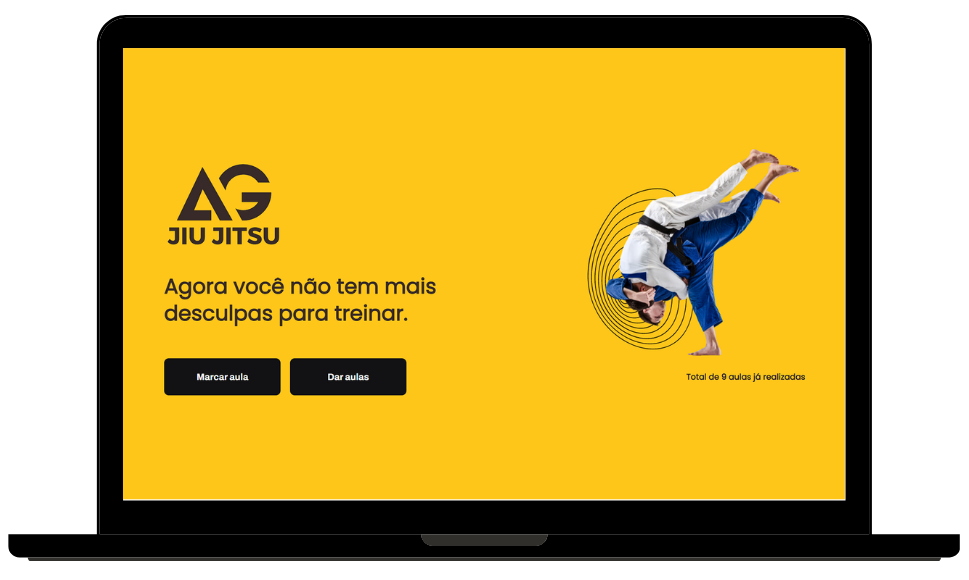 AG
JIU JITSU
Agora você não tem mais
desculpas para treinar.
Marcar aula
Dar aulas
Total de 9 aulas já realizadas